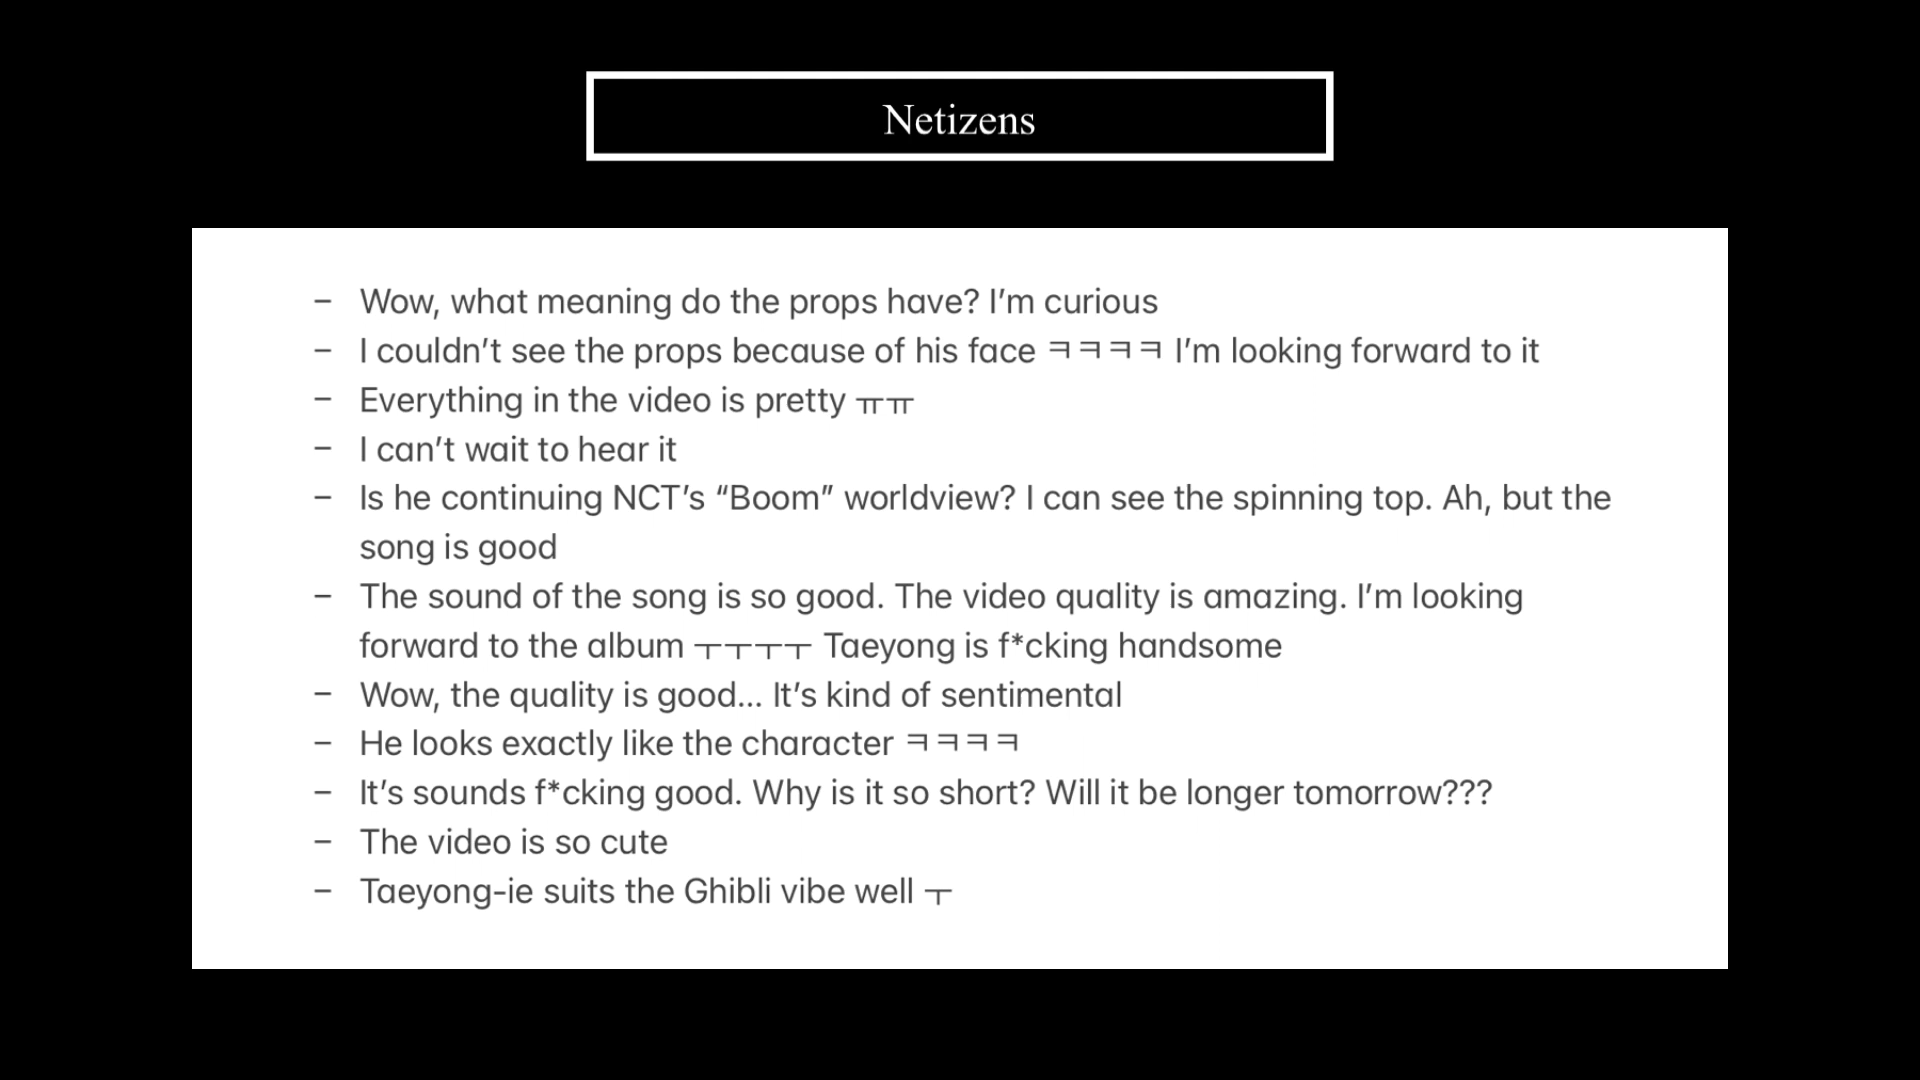 Netizens
– Wow, what meaning do the props have? I’m curious
– I couldn’t see the props because of his face ㅋㅋㅋㅋ I’m looking forward to it
– Everything in the video is pretty ㅠㅠ
– I can’t wait to hear it
– Is he continuing NCT’s “Boom” worldview? I can see the spinning top. Ah, but the
song is good
– The sound of the song is so good. The video quality is amazing. I’m looking
forward to the album ㅜㅜㅜㅜ Taeyong is f*cking handsome
– Wow, the quality is good… It’s kind of sentimental
– He looks exactly like the character ㅋㅋㅋㅋ
– It’s sounds f*cking good. Why is it so short? Will it be longer tomorrow???
– The video is so cute
– Taeyong-ie suits the Ghibli vibe well ㅜ